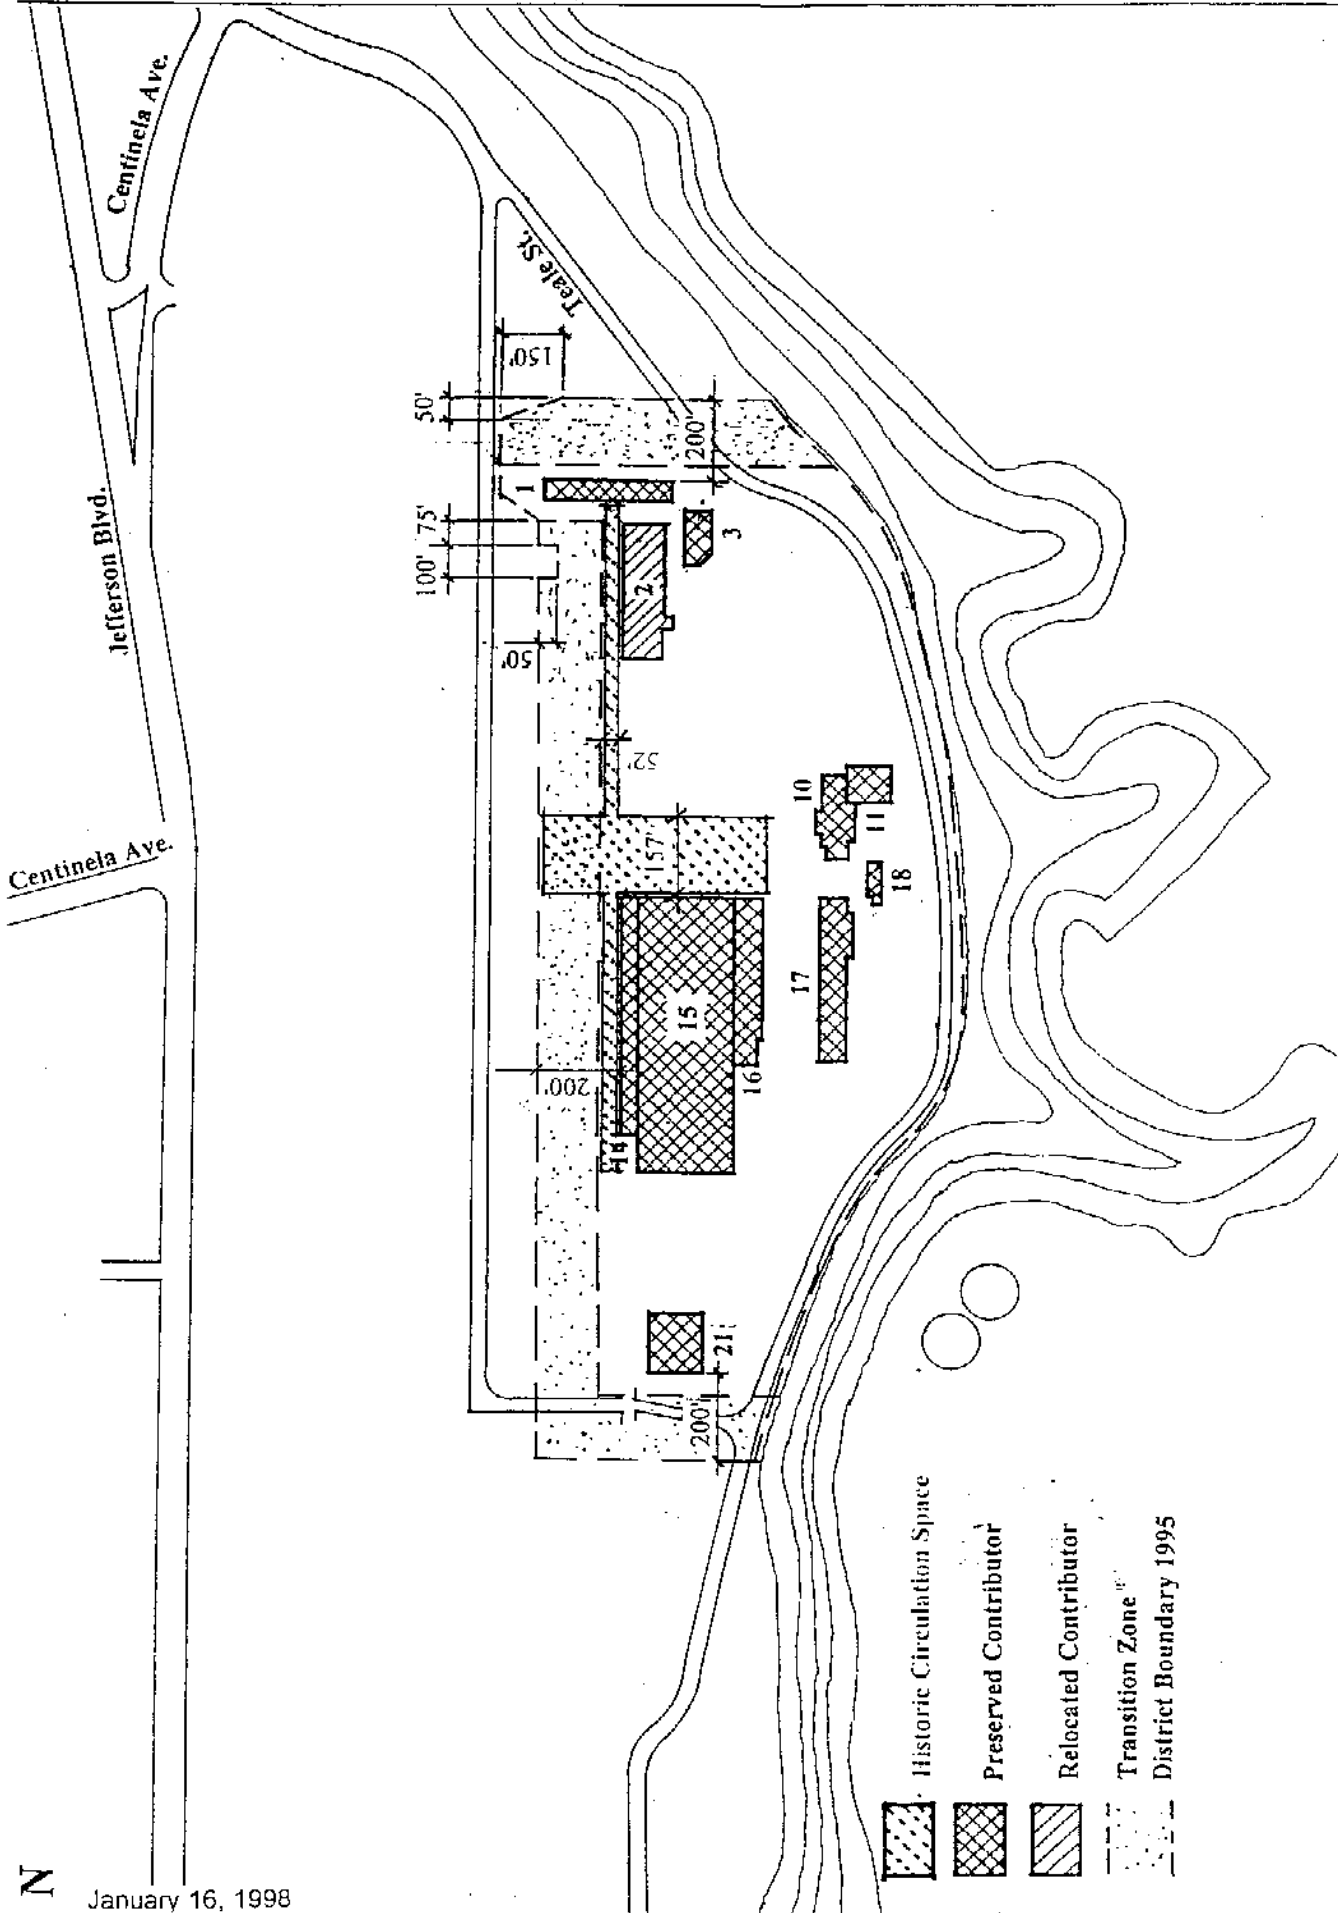 N
January 16, 1998
Centinela Ave.
Jefferson Blvd.
Centinela Ave.
Teale St.
150'
50'
75'
100'
50'
200'
52'
157'
200'
200'
1
2
3
10
11
18
17
14
15
16
21
Historic Circulation Space
Preserved Contributor
Relocated Contributor
Transition Zone
District Boundary 1995